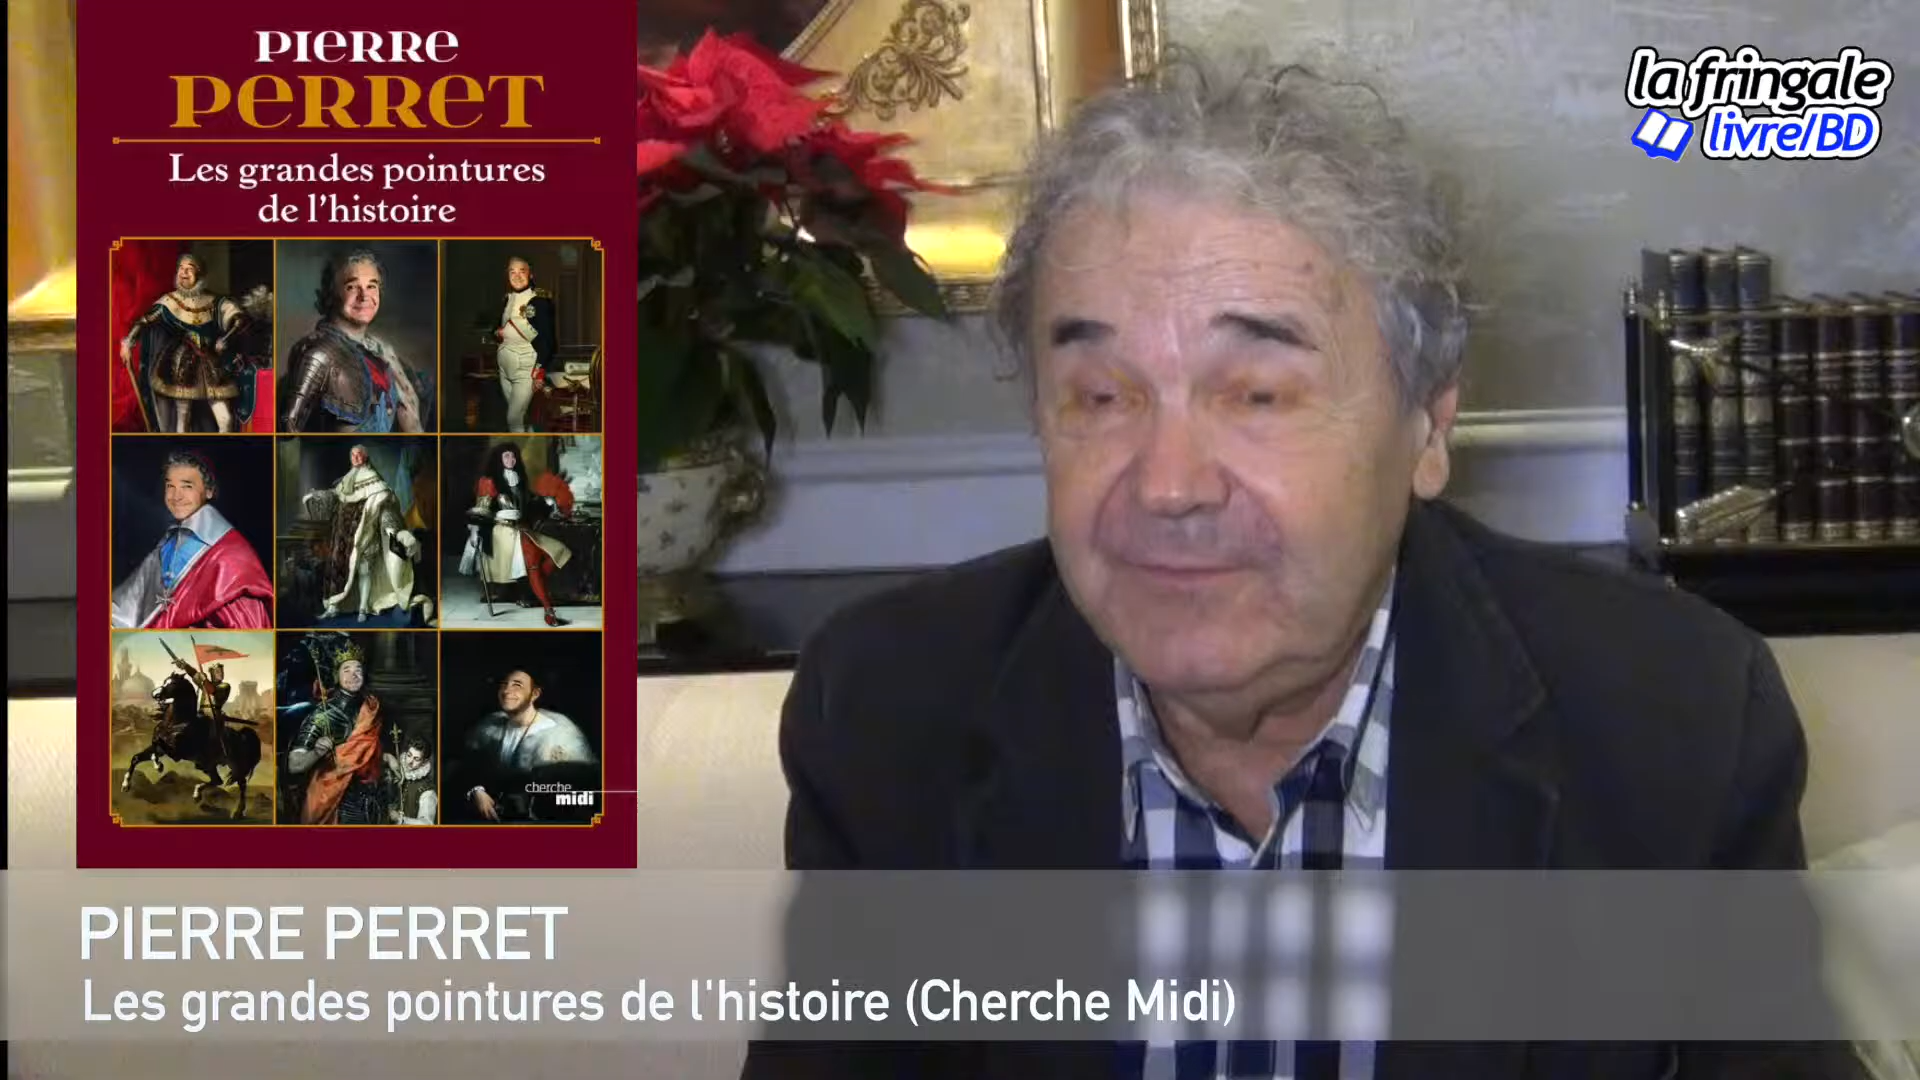 PIERRE
PERRET
Les grandes pointures
de l'histoire
cherche
midi
la fringale
livre/BD
PIERRE PERRET
Les grandes pointures de l'histoire (Cherche Midi)